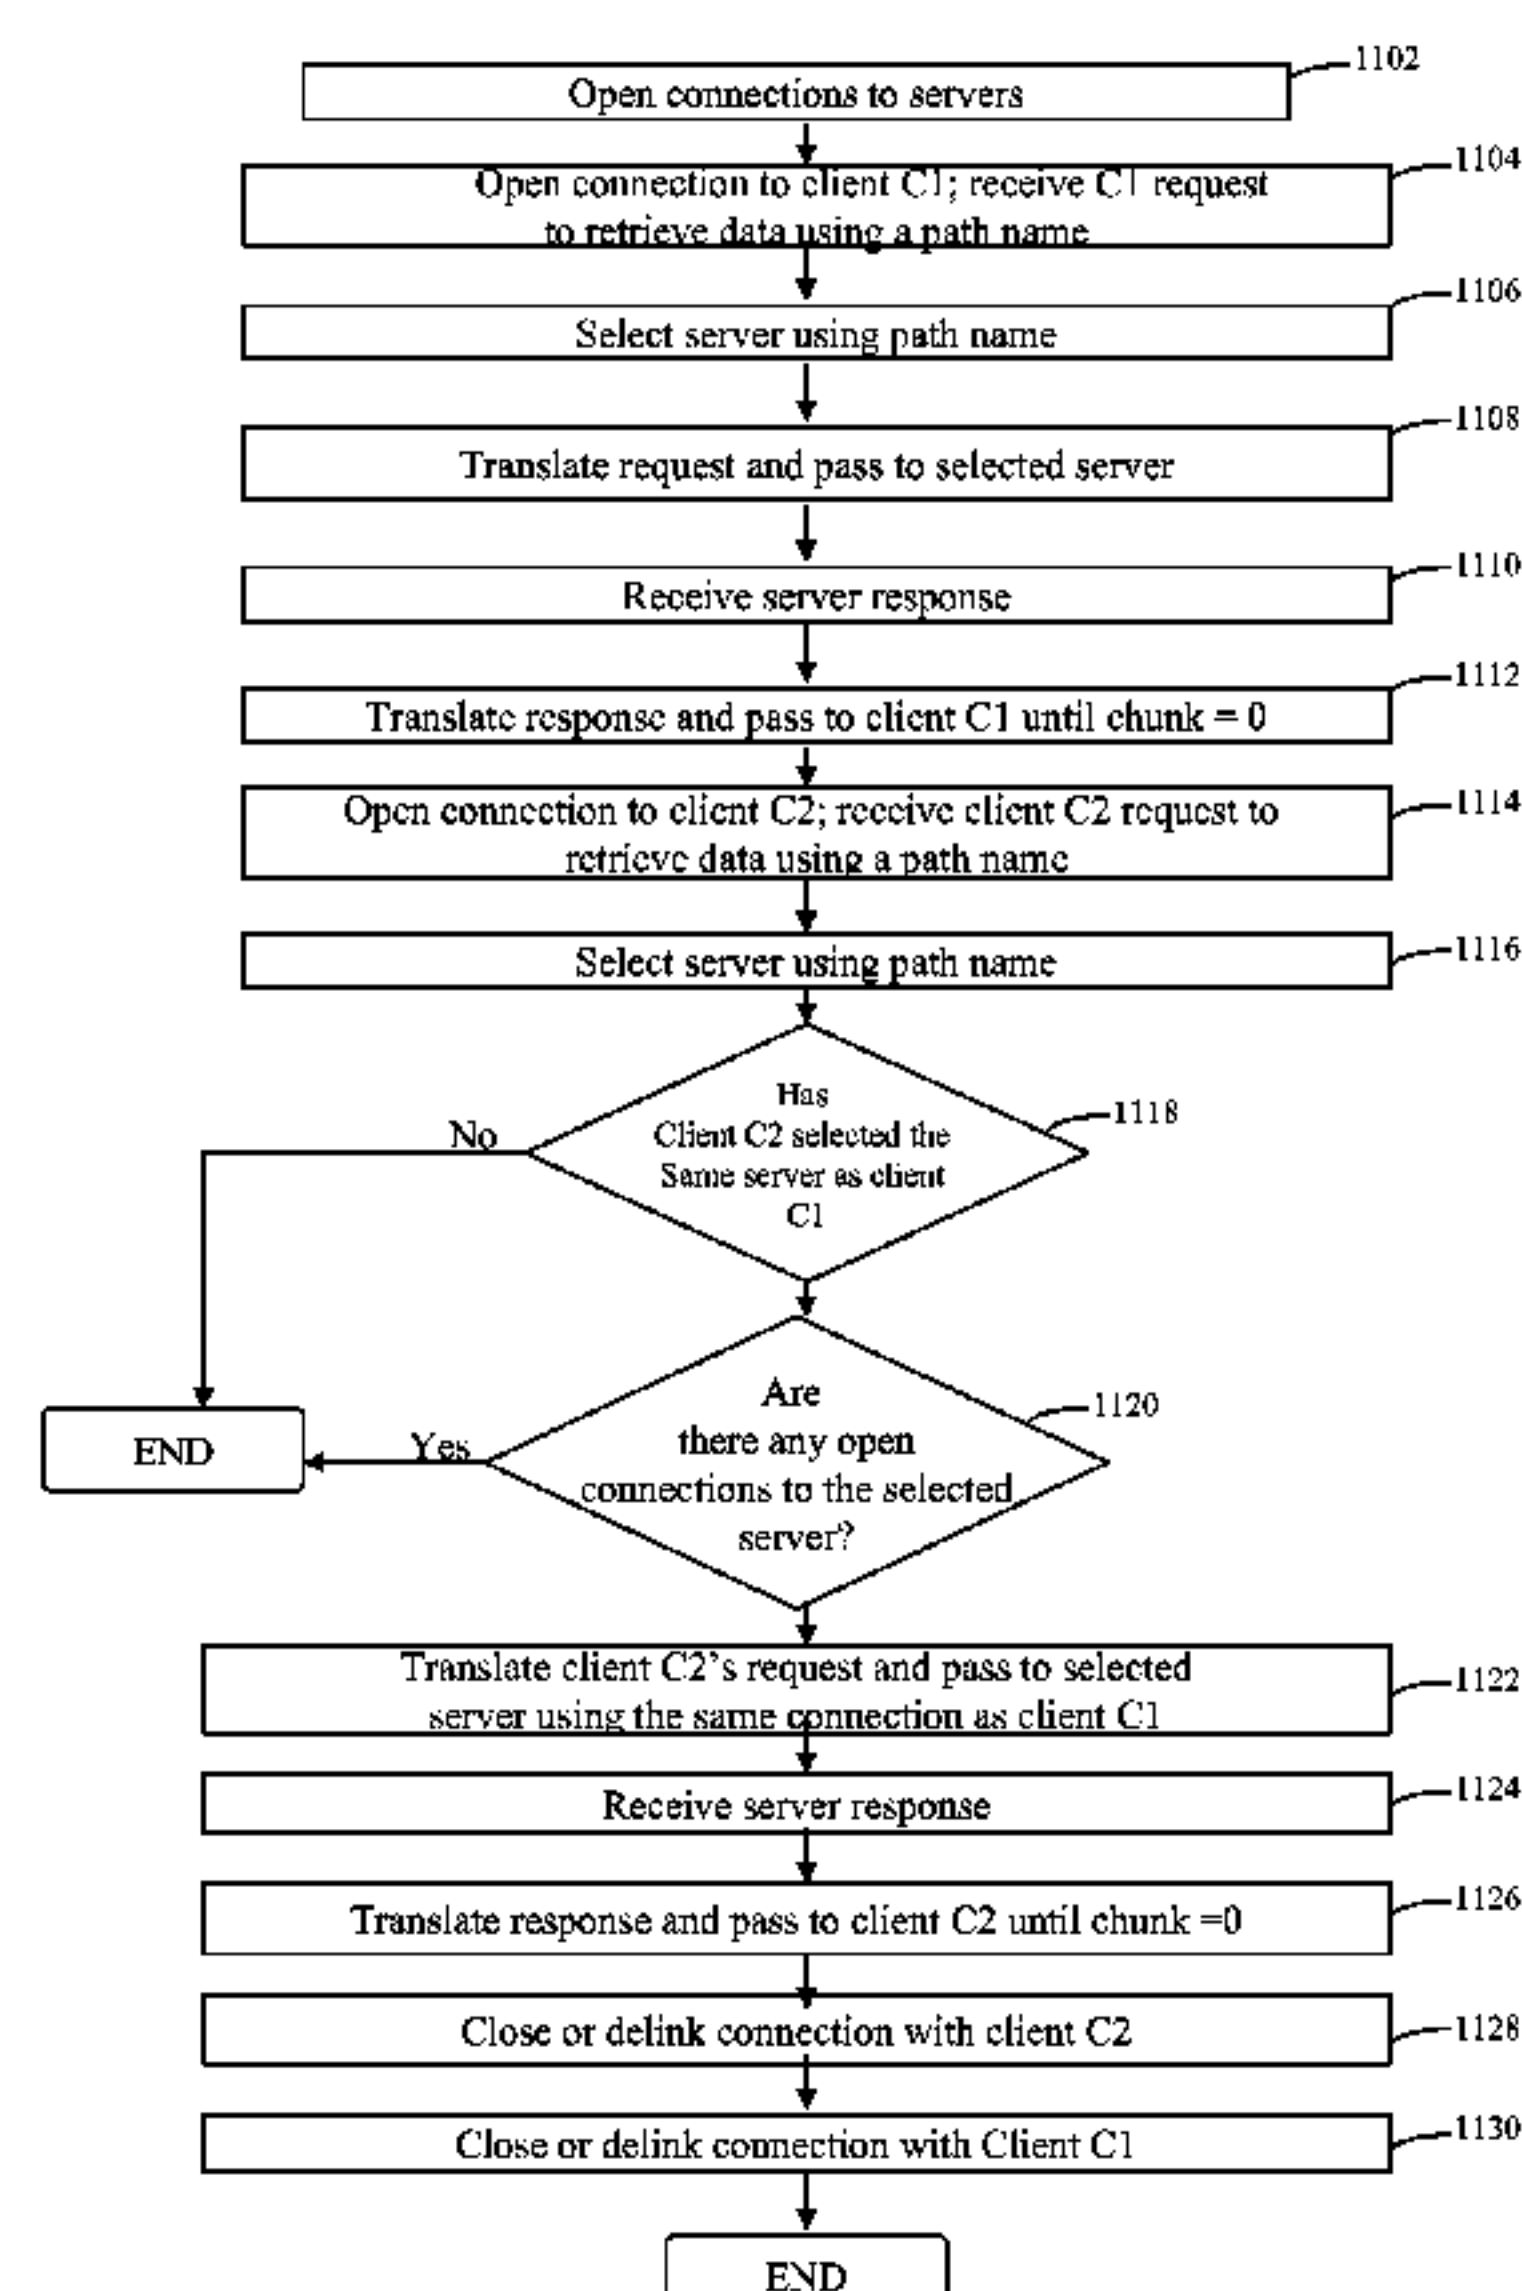 1102
Open connections to servers
1104
Open connection to client C1; receive C1 request
to retrieve data using a path name
1106
Select server using path name
1108
Translate request and pass to selected server
1110
Receive server response
1112
Translate response and pass to client C1 until chunk = 0
1114
Open connection to client C2; receive client C2 request to
retrieve data using a path name
1116
Select server using path name
1118
Has
Client C2 selected the
Same server as client
C1
No
1120
Are
there any open
connections to the selected
server?
Yes
END
1122
Translate client C2's request and pass to selected
server using the same connection as client C1
1124
Receive server response
1126
Translate response and pass to client C2 until chunk =0
1128
Close or delink connection with client C2
1130
Close or delink connection with Client C1
END